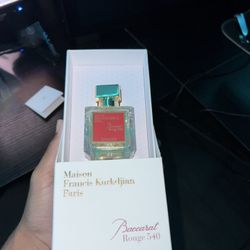 Maison
Francis Kurkdjian
Paris
Baccarat
Rouge 540